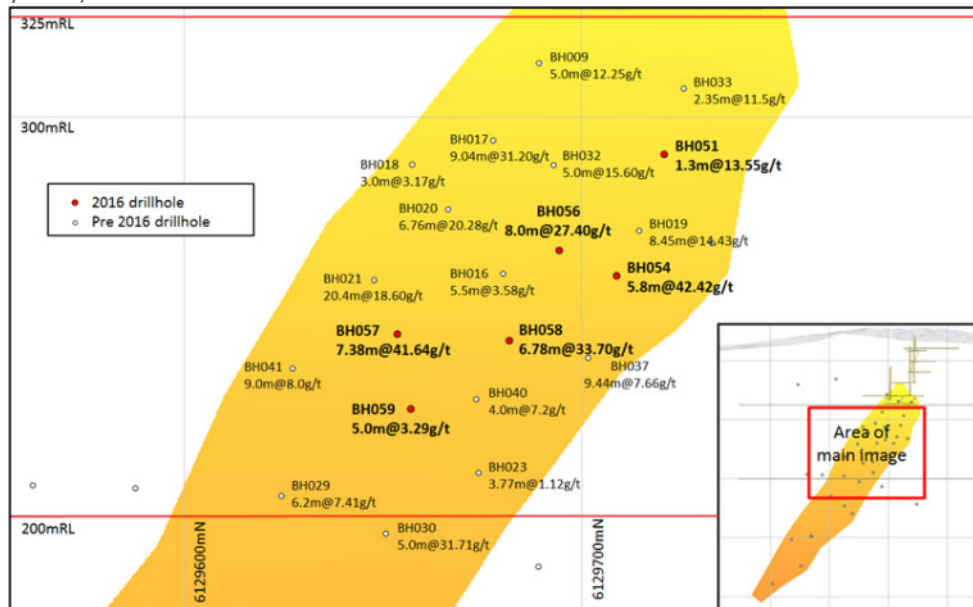 325mRL
BH009
5.0m@12.25g/t
BH033
2.35m@11.5g/t
300mRL
BH017
9.04m@31.20g/t
BH051
1.3m@13.55g/t
BH018
3.0m@3.17g/t
BH032
5.0m@15.60g/t
2016 drillhole
Pre 2016 drillhole
BH020
6.76m@20.28g/t
BH056
8.0m@27.40g/t
BH019
8.45m@14.43g/t
BH021
20.4m@18.60g/t
BH016
5.5m@3.58g/t
BH054
5.8m@42.42g/t
BH057
7.38m@41.64g/t
BH058
6.78m@33.70g/t
BH041
9.0m@8.0g/t
BH037
9.44m@7.66g/t
BH040
4.0m@7.2g/t
BH059
5.0m@3.29g/t
Area of
main image
BH023
3.77m@1.12g/t
BH029
6.2m@7.41g/t
200mRL
BH030
5.0m@31.71g/t
6129600mN
6129700mN